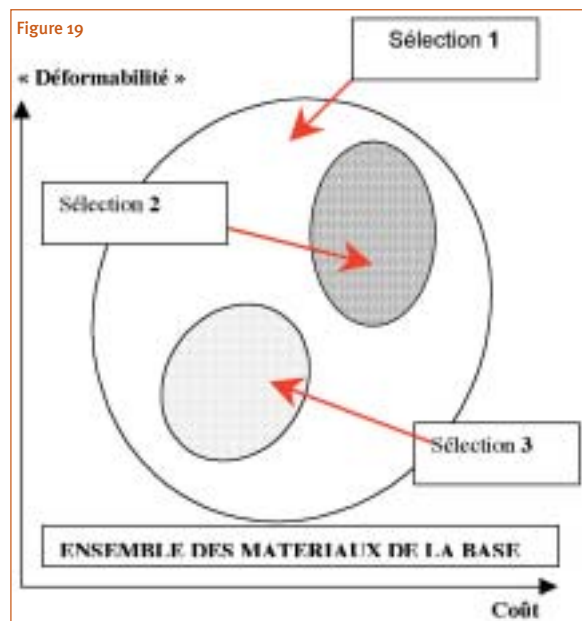 Figure 19
Sélection 1
« Déformabilité »
Sélection 2
Sélection 3
ENSEMBLE DES MATERIAUX DE LA BASE
Coût